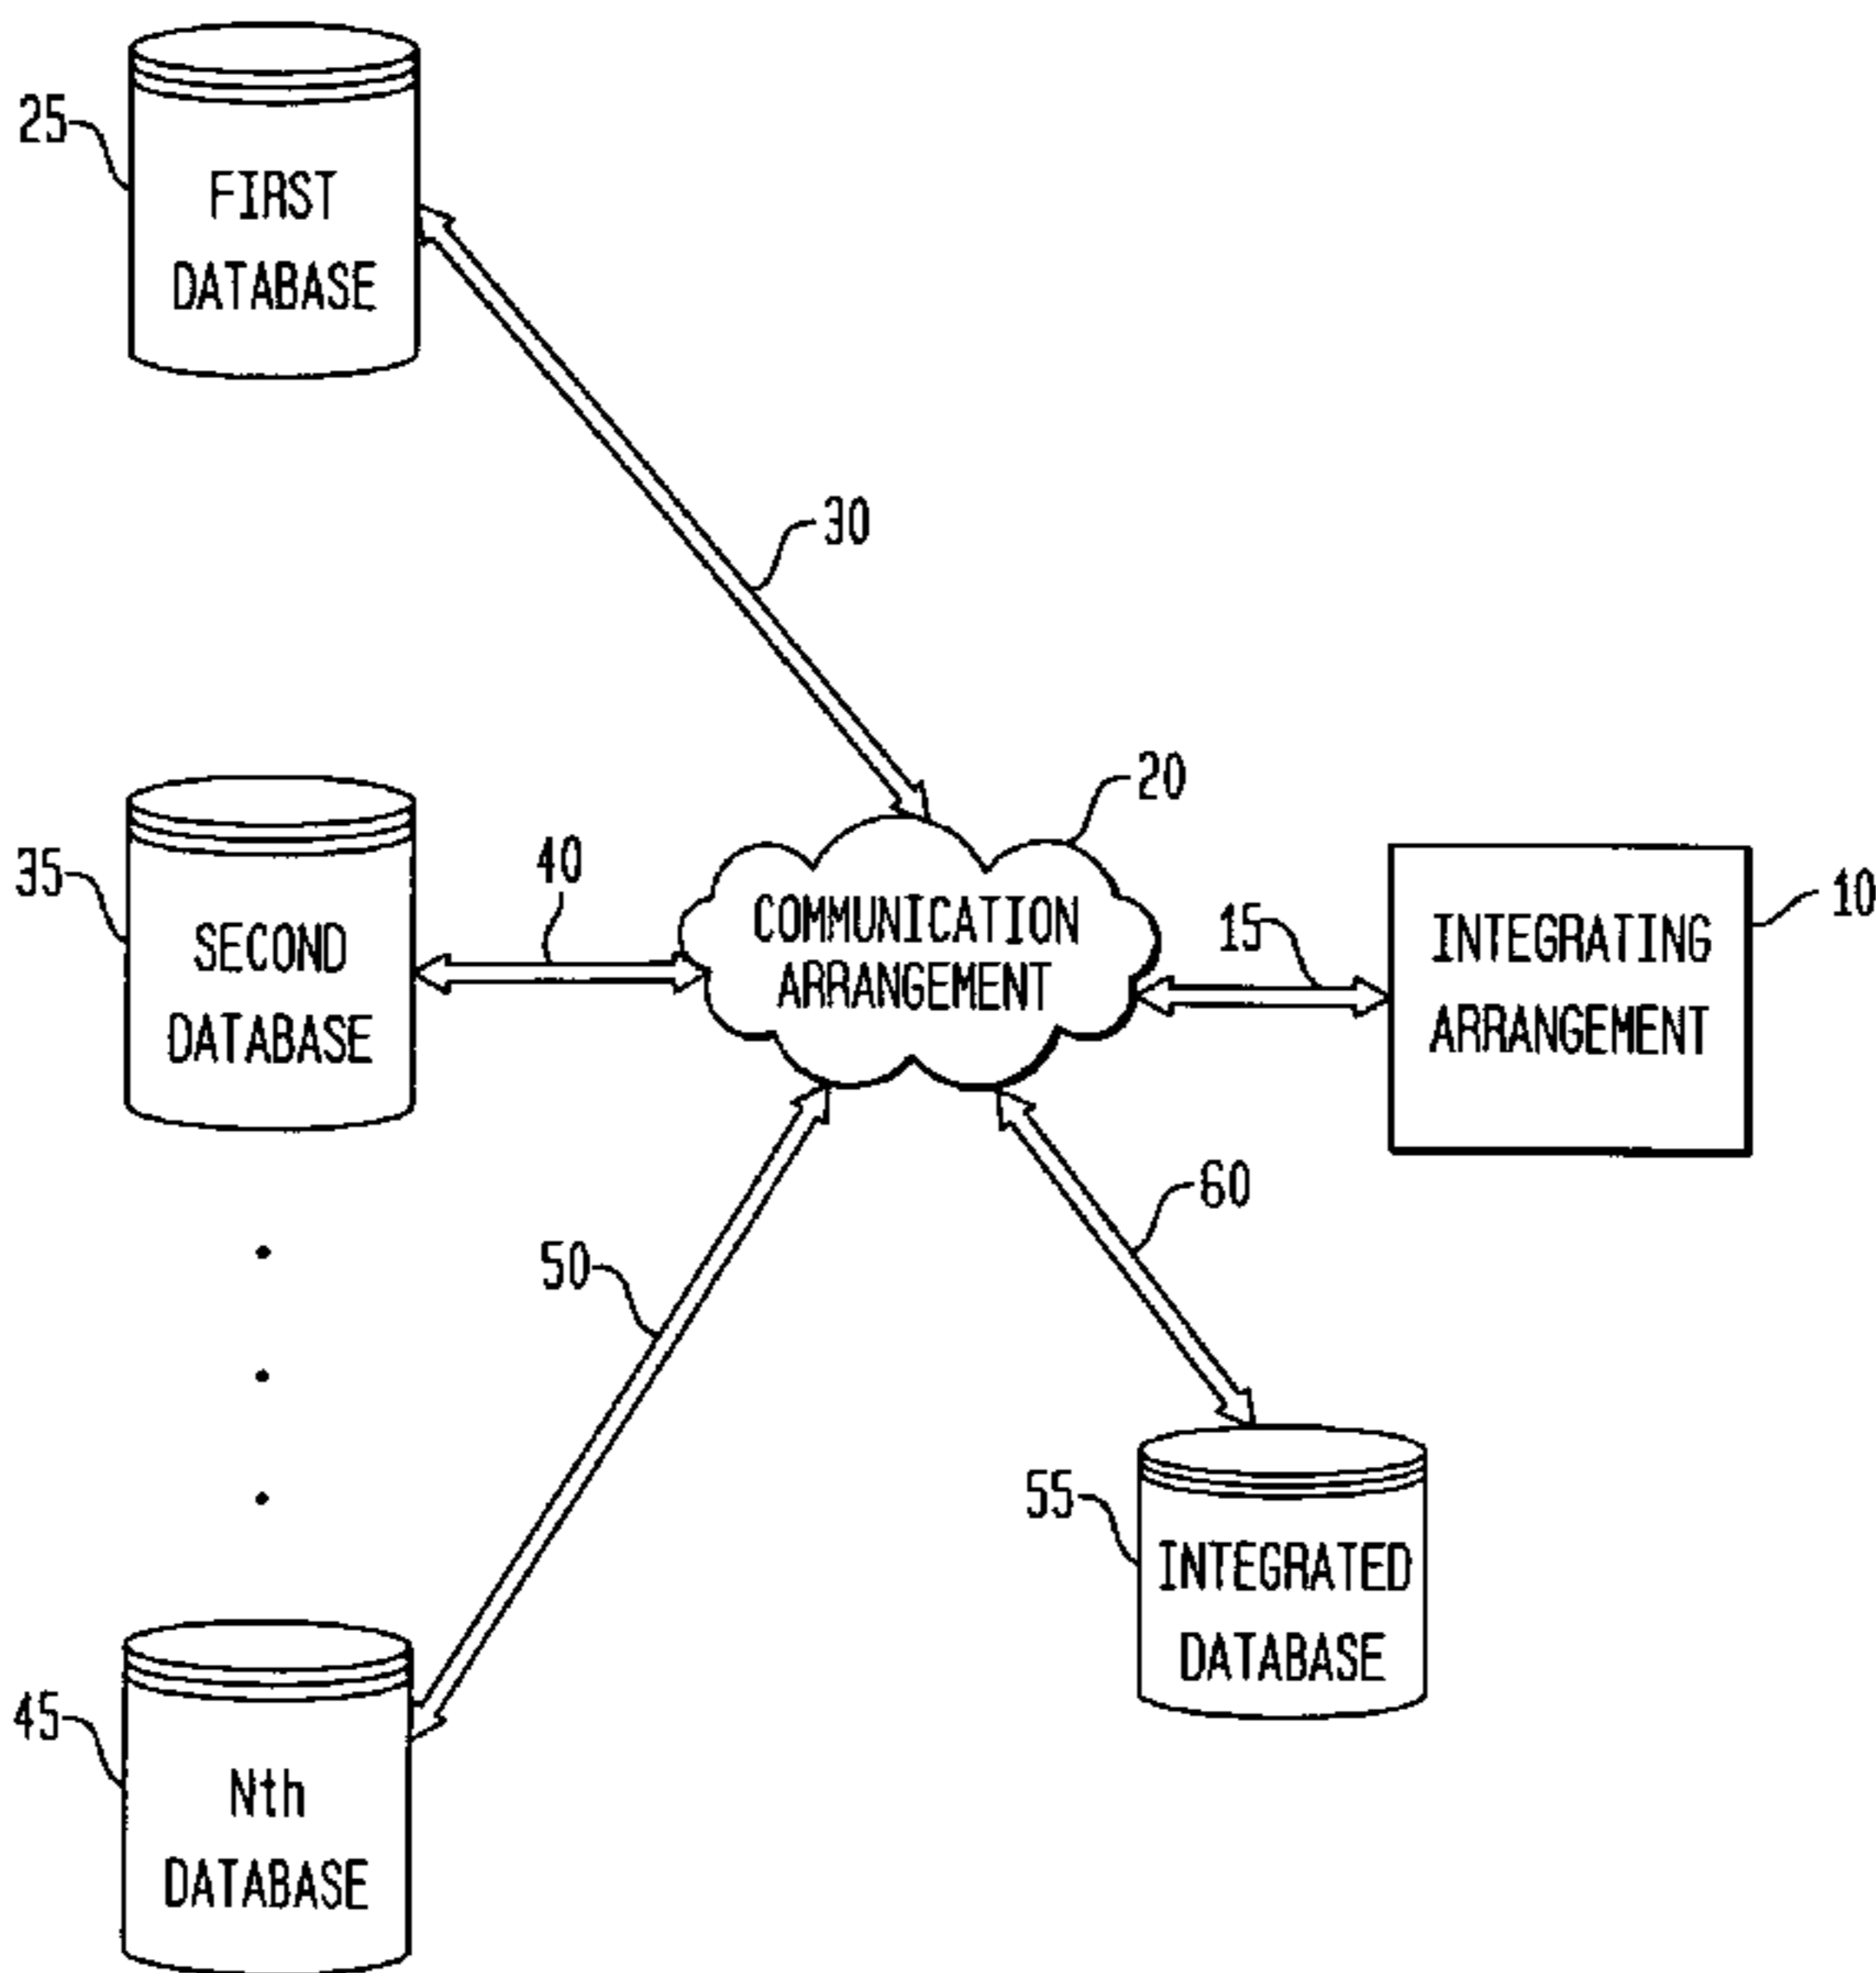 25
FIRST
DATABASE
30
20
35
SECOND
DATABASE
40
COMMUNICATION
ARRANGEMENT
15
INTEGRATING
ARRANGEMENT
10
50
60
55
INTEGRATED
DATABASE
45
Nth
DATABASE